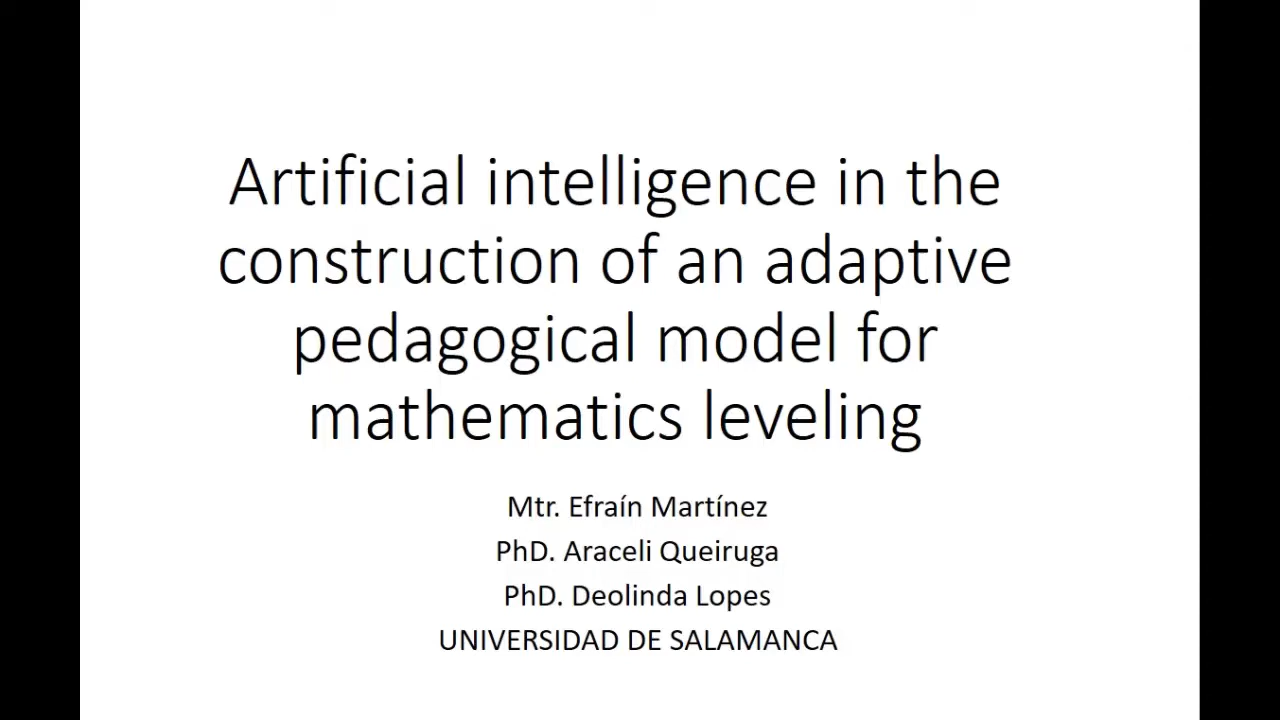 Artificial intelligence in the
construction of an adaptive
pedagogical model for
mathematics leveling
Mtr. Efraín Martínez
PhD. Araceli Queiruga
PhD. Deolinda Lopes
UNIVERSIDAD DE SALAMANCA